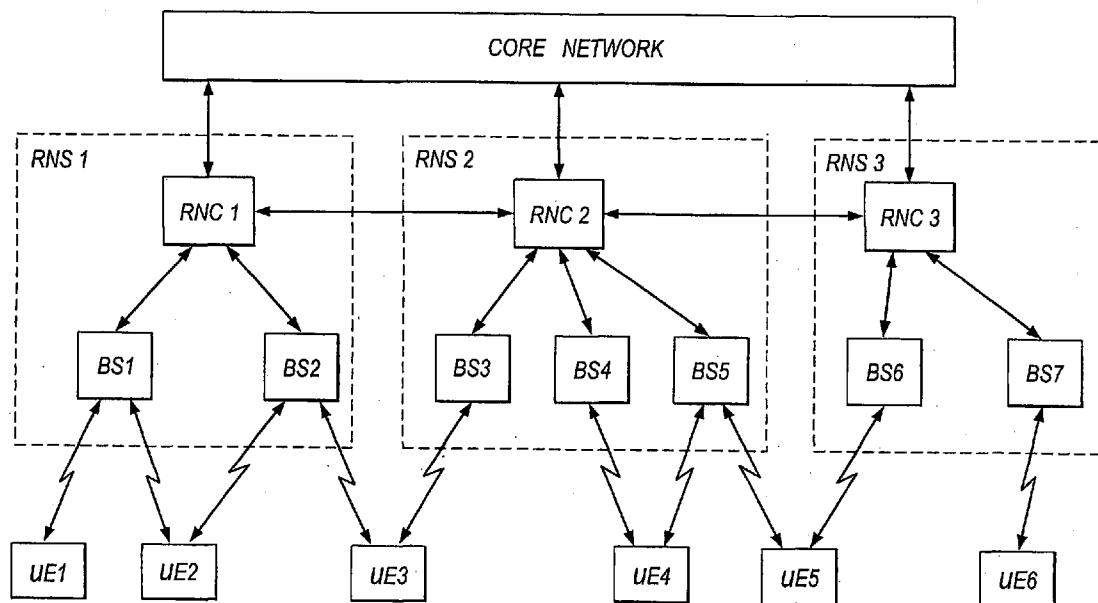 CORE NETWORK
RNS 1
RNS 2
RNS 3
RNC 1
RNC 2
RNC 3
BS1
BS2
BS3
BS4
BS5
BS6
BS7
UE1
UE2
UE3
UE4
UE5
UE6